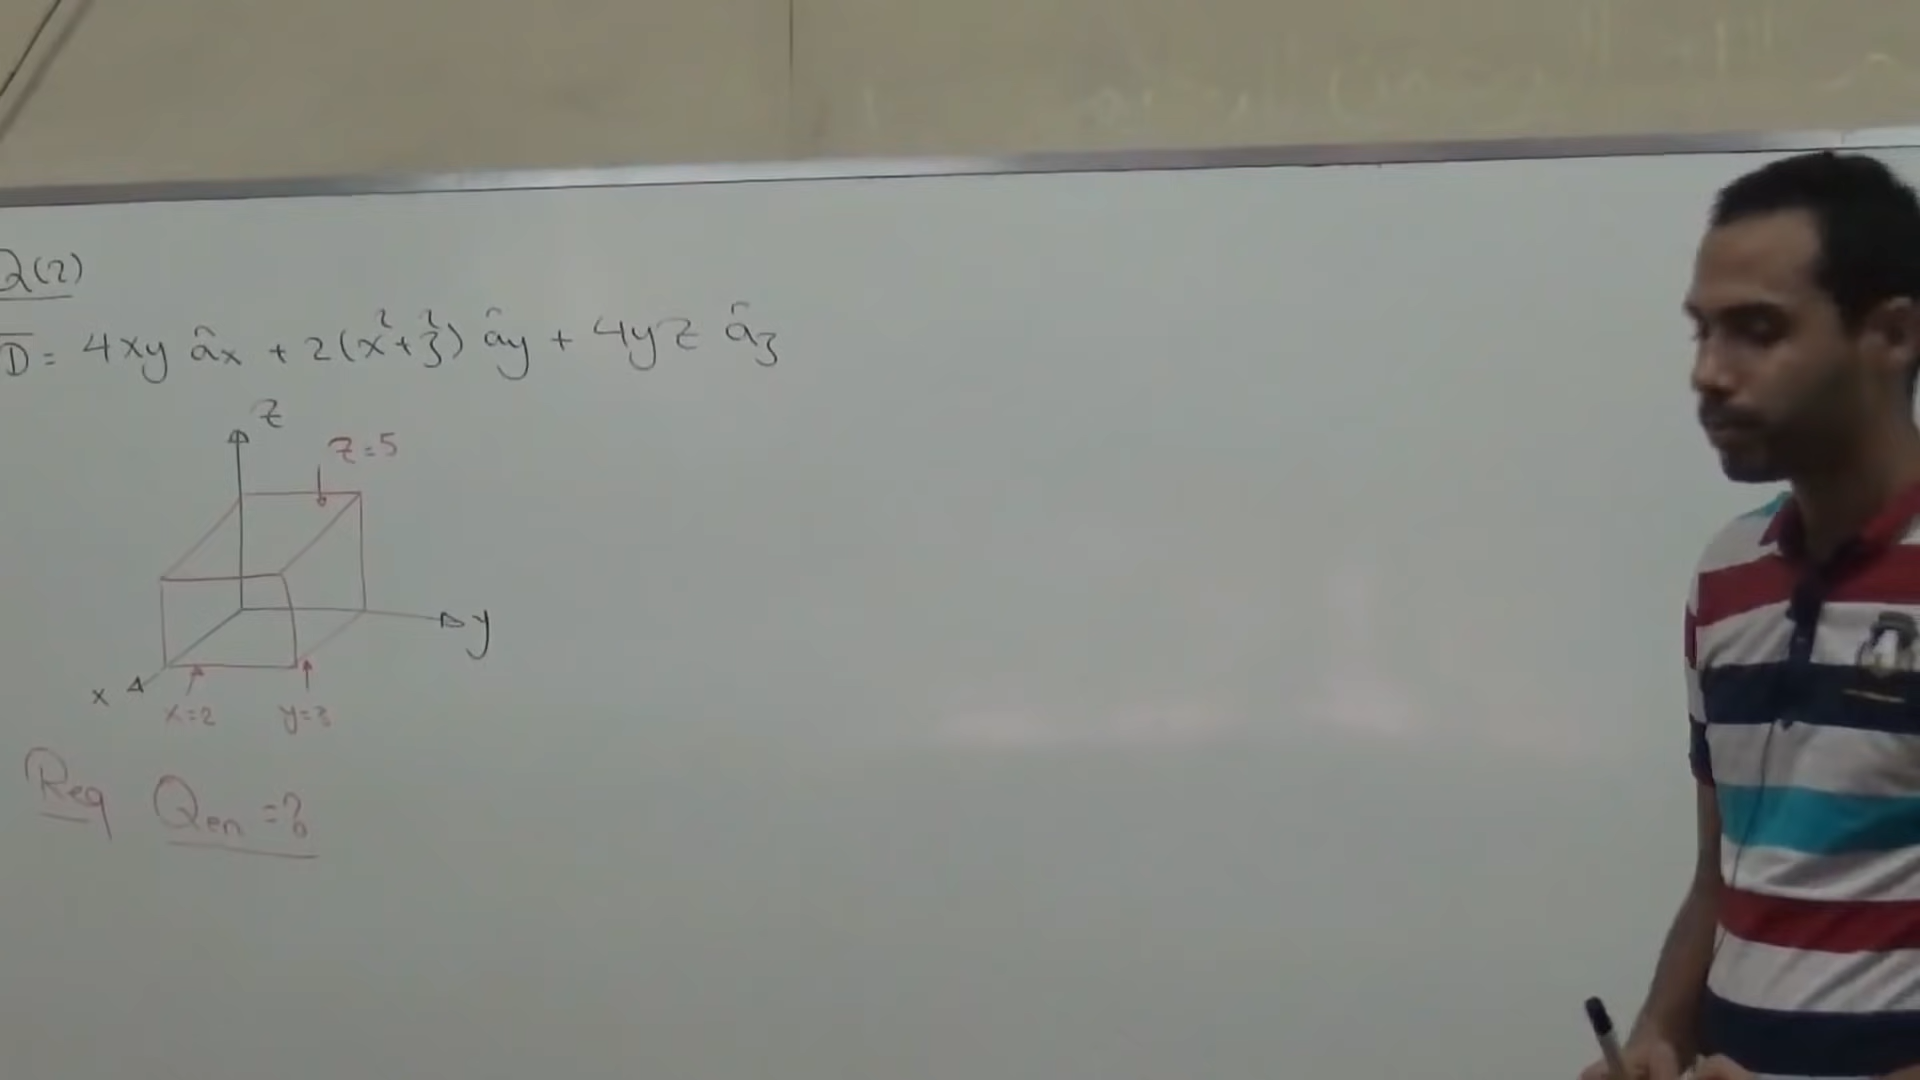 Q(2)
D̅ = 4xy âx + 2(x²+z²) ây + 4yz âz
z
z=5
y
x
x=2 y=3
Req Qen =?